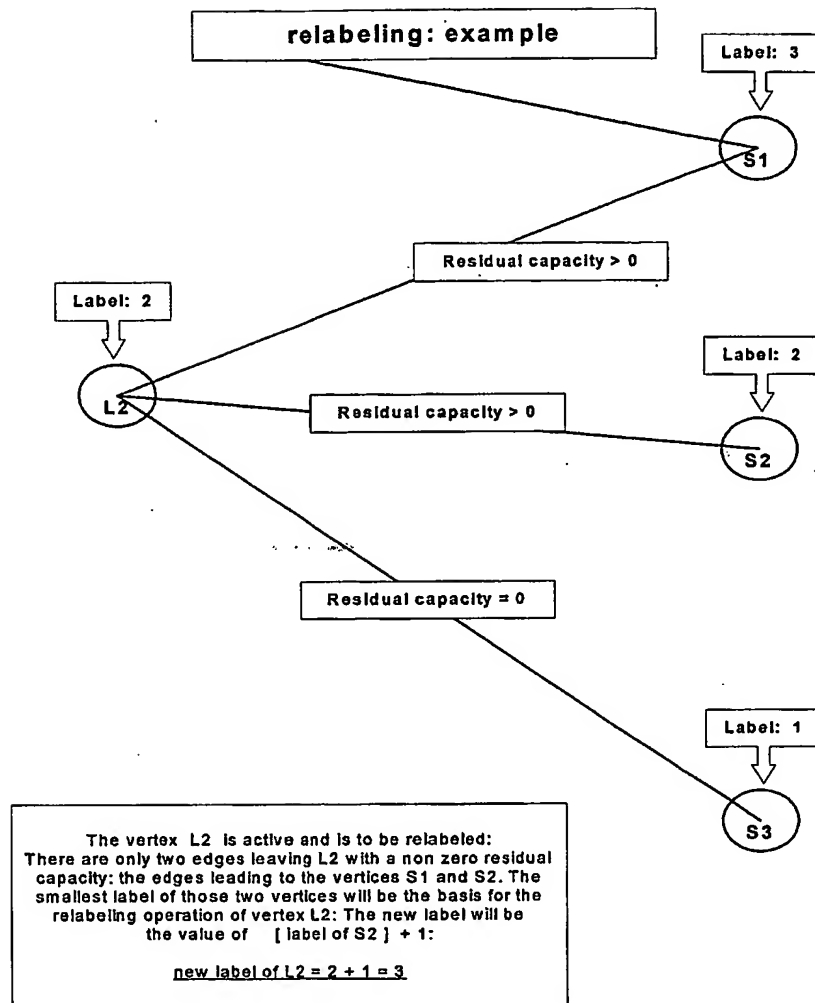 relabeling: example
Label: 3
S1
Residual capacity > 0
Label: 2
L2
Label: 2
Residual capacity > 0
S2
Residual capacity = 0
Label: 1
S3
The vertex L2 is active and is to be relabeled:
There are only two edges leaving L2 with a non zero residual
capacity: the edges leading to the vertices S1 and S2. The
smallest label of those two vertices will be the basis for the
relabeling operation of vertex L2: The new label will be
the value of [ label of S2 ] + 1:
new label of L2 = 2 + 1 = 3